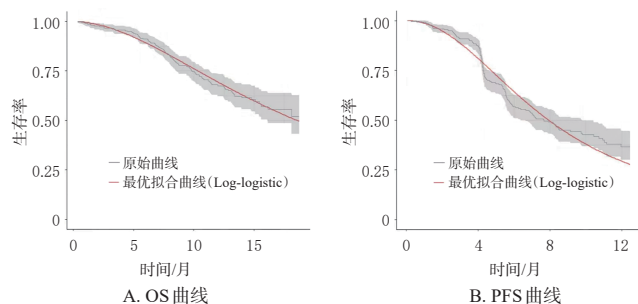 1.00
0.75
0.50
0.25
0
生存率
原始曲线
最优拟合曲线(Log-logistic)
0 5 10 15
时间/月
A. OS曲线
1.00
0.75
0.50
0.25
0
生存率
原始曲线
最优拟合曲线(Log-logistic)
0 4 8 12
时间/月
B. PFS曲线